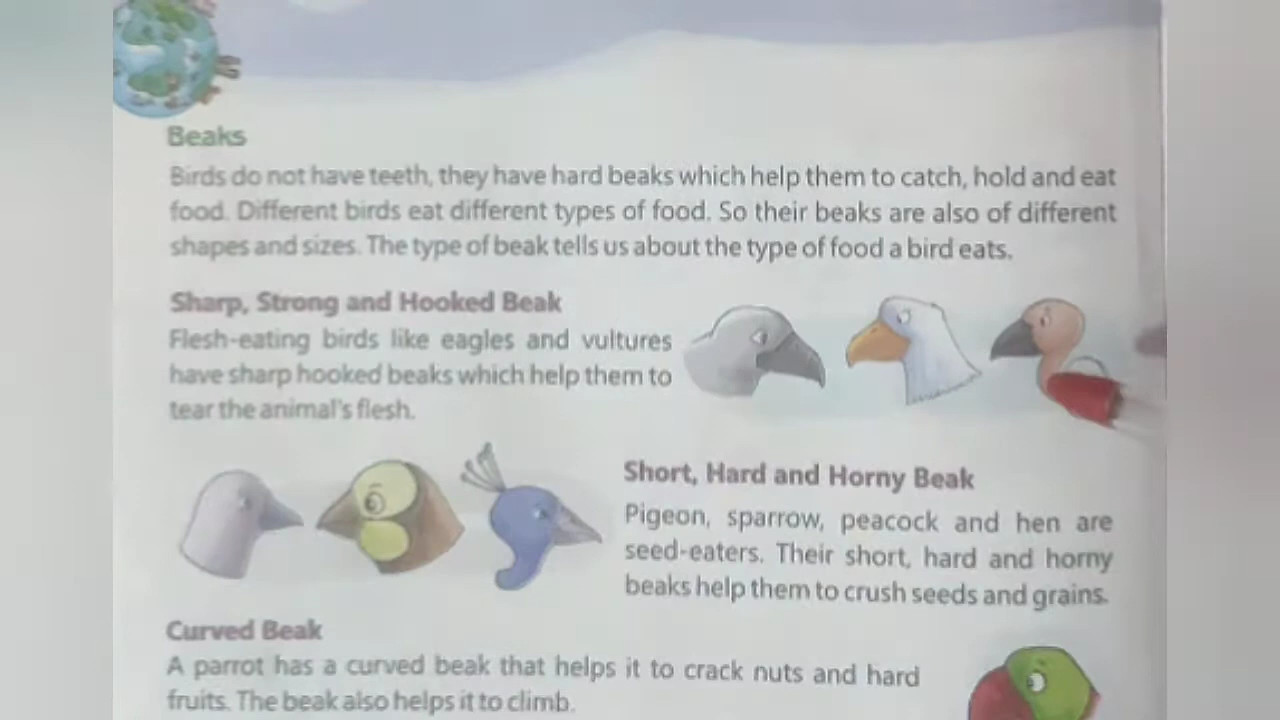 Beaks
Birds do not have teeth, they have hard beaks which help them to catch, hold and eat
food. Different birds eat different types of food. So their beaks are also of different
shapes and sizes. The type of beak tells us about the type of food a bird eats.
Sharp, Strong and Hooked Beak
Flesh-eating birds like eagles and vultures
have sharp hooked beaks which help them to
tear the animal's flesh.
Short, Hard and Horny Beak
Pigeon, sparrow, peacock and hen are
seed-eaters. Their short, hard and horny
beaks help them to crush seeds and grains.
Curved Beak
A parrot has a curved beak that helps it to crack nuts and hard
fruits. The beak also helps it to climb.